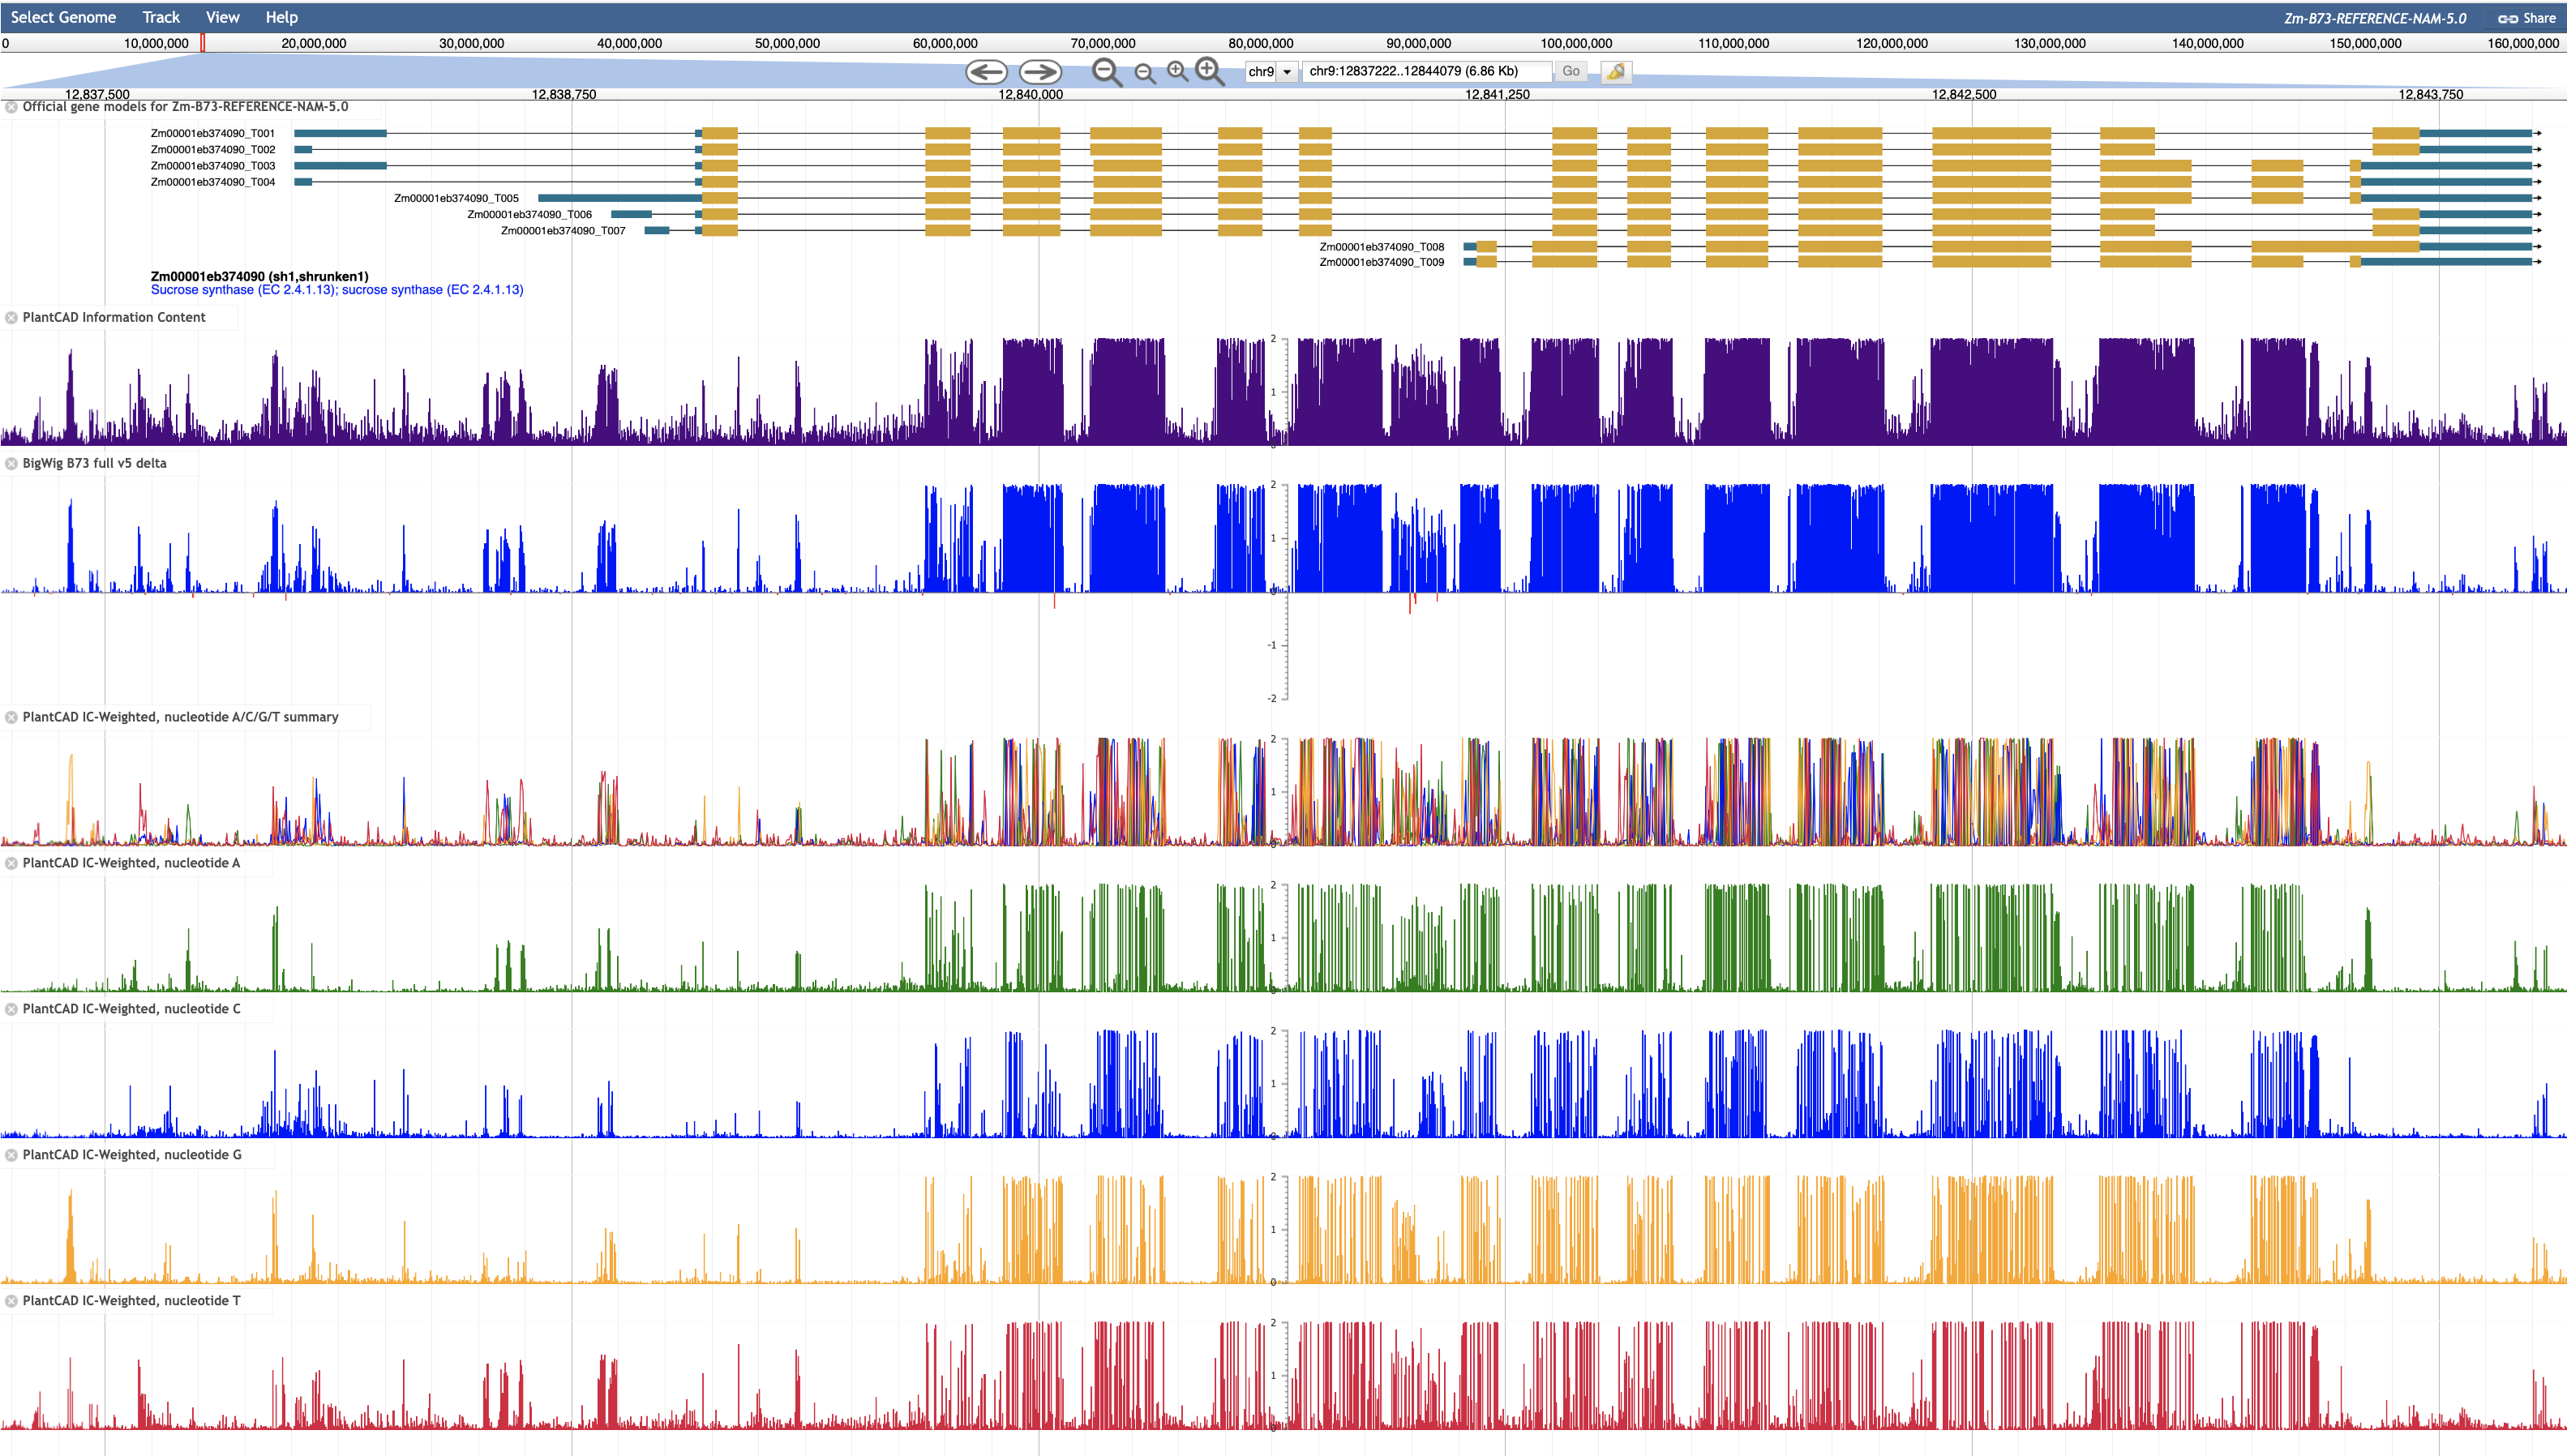 Select Genome Track View Help Zm-B73-REFERENCE-NAM-5.0 Share
0 10,000,000 20,000,000 30,000,000 40,000,000 50,000,000 60,000,000 70,000,000 80,000,000 90,000,000 100,000,000 110,000,000 120,000,000 130,000,000 140,000,000 150,000,000 160,000,000
chr9 chr9:12837222..12844079 (6.86 Kb) Go
12,837,500 12,838,750 12,840,000 12,841,250 12,842,500 12,843,750
Official gene models for Zm-B73-REFERENCE-NAM-5.0
Zm00001eb374090_T001
Zm00001eb374090_T002
Zm00001eb374090_T003
Zm00001eb374090_T004
Zm00001eb374090_T005
Zm00001eb374090_T006
Zm00001eb374090_T007
Zm00001eb374090_T008
Zm00001eb374090_T009
Zm00001eb374090 (sh1,shrunken1)
Sucrose synthase (EC 2.4.1.13); sucrose synthase (EC 2.4.1.13)
PlantCAD Information Content
2
1
BigWig B73 full v5 delta
2
1
0
-1
-2
PlantCAD IC-Weighted, nucleotide A/C/G/T summary
2
1
0
PlantCAD IC-Weighted, nucleotide A
2
1
0
PlantCAD IC-Weighted, nucleotide C
2
1
0
PlantCAD IC-Weighted, nucleotide G
2
1
0
PlantCAD IC-Weighted, nucleotide T
2
1
0